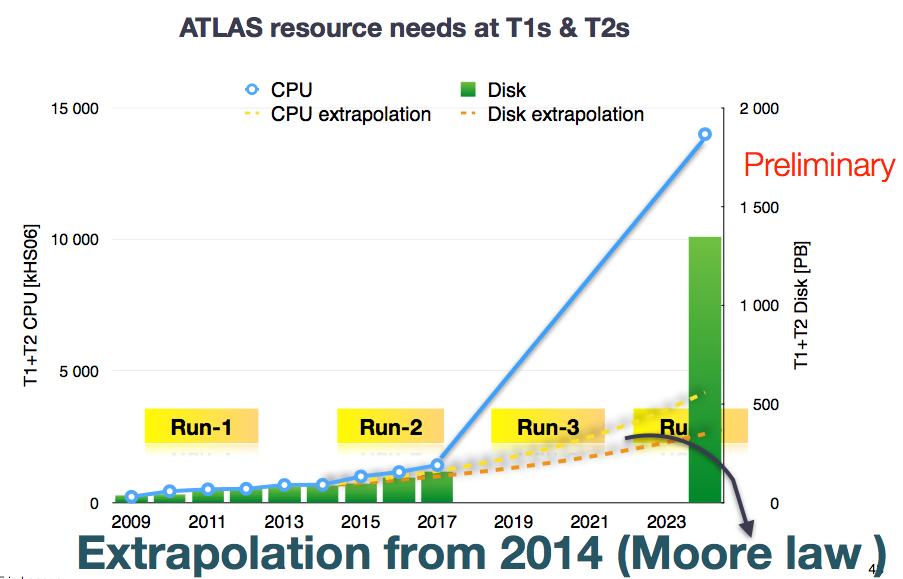 ATLAS resource needs at T1s & T2s
CPU
Disk
CPU extrapolation
Disk extrapolation
15 000
2 000
Preliminary
1 500
10 000
1 000
5 000
500
0
0
T1+T2 CPU [kHS06]
T1+T2 Disk [PB]
Run-1
Run-2
Run-3
Ru
2009
2011
2013
2015
2017
2019
2021
2023
Extrapolation from 2014 (Moore law )